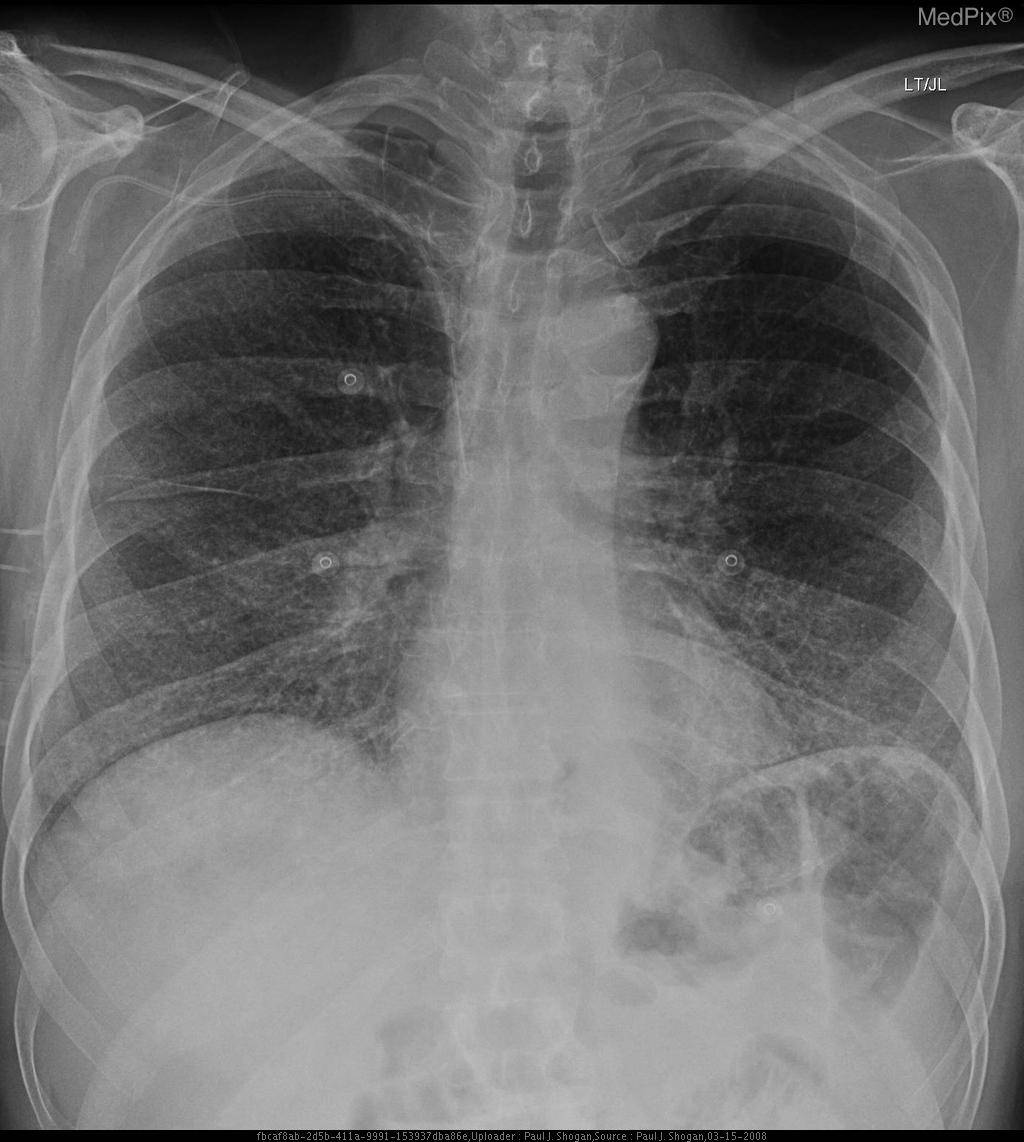 MedPix®
LT/JL
fbcaf8ab-2d5b-411a-9991-153937dba86e,Uploader : Paul J. Shogan,Source : Paul J. Shogan,03-15-2008